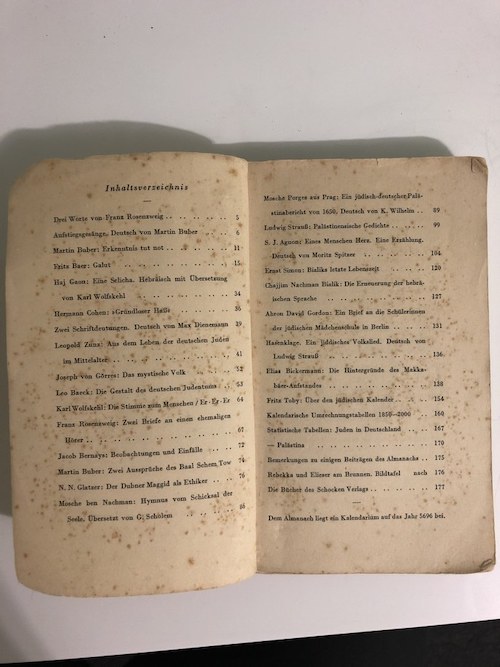 Inhaltsverzeichnis
Drei Worte von Franz Rosenzweig . . . . . . . . 5
Aufstiegsgesänge, Deutsch von Martin Buber . . . 6
Martin Buber: Erkenntnis tut not . . . . . . . . 11
Fritz Baer: Galut . . . . . . . . 15
Haj Gaon: Eine Selicha. Hebräisch mit Übersetzung
von Karl Wolfskehl . . . . . . . . 34
Hermann Cohen: »Grundloser Haß« . . . . . . . . 36
Zwei Schriftdeutungen. Deutsch von Max Dienemann 39
Leopold Zunz: Aus dem Leben der deutschen Juden
im Mittelalter . . . . . . . . 41
Joseph von Görres: Das mystische Volk . . . . . . 52
Leo Baeck: Die Gestalt des deutschen Judentums . . 53
Karl Wolfskehl: Die Stimme zum Menschen / Er-Er-Er 64
Franz Rosenzweig: Zwei Briefe an einen ehemaligen
Hörer . . . . . . . . 67
Jacob Bernays: Beobachtungen und Einfälle . . . . 72
Martin Buber: Zwei Aussprüche des Baal Schem Tow 74
N. N. Glatzer: Der Dubner Maggid als Ethiker . . 76
Mosche ben Nachman: Hymnus vom Schicksal der
Seele. Übersetzt von G. Scholem . . . . . . 86
Mosche Porges aus Prag: Ein jüdisch-deutscher Palä-
stinabericht von 1650. Deutsch von K. Wilhelm . . 89
Ludwig Strauß: Palästinensische Gedichte . . . . 99
S. J. Agnon: Eines Menschen Herz. Eine Erzählung.
Deutsch von Moritz Spitzer . . . . . . . . 104
Ernst Simon: Bialiks letzte Lebenszeit . . . . . 120
Chajjim Nachman Bialik: Die Erneuerung der hebrä-
ischen Sprache . . . . . . . . 127
Ahron David Gordon: Ein Brief an die Schülerinnen
der jüdischen Mädchenschule in Berlin . . . . 131
Hasenklage. Ein jiddisches Volkslied. Deutsch von
Ludwig Strauß . . . . . . . . 136
Elias Bickermann: Die Hintergründe des Makka-
bäer-Aufstandes . . . . . . . . 138
Fritz Toby: Über den jüdischen Kalender . . . . 154
Kalendarische Umrechnungstabellen 1850—2000 160
Statistische Tabellen: Juden in Deutschland . . . 167
— Palästina . . . . . . . . 170
Bemerkungen zu einigen Beiträgen des Almanachs . . 175
Rebekka und Elieser am Brunnen. Bildtafel nach 176
Die Bücher des Schocken Verlags . . . . . . . . 177
Dem Almanach liegt ein Kalendarium auf das Jahr 5696 bei.